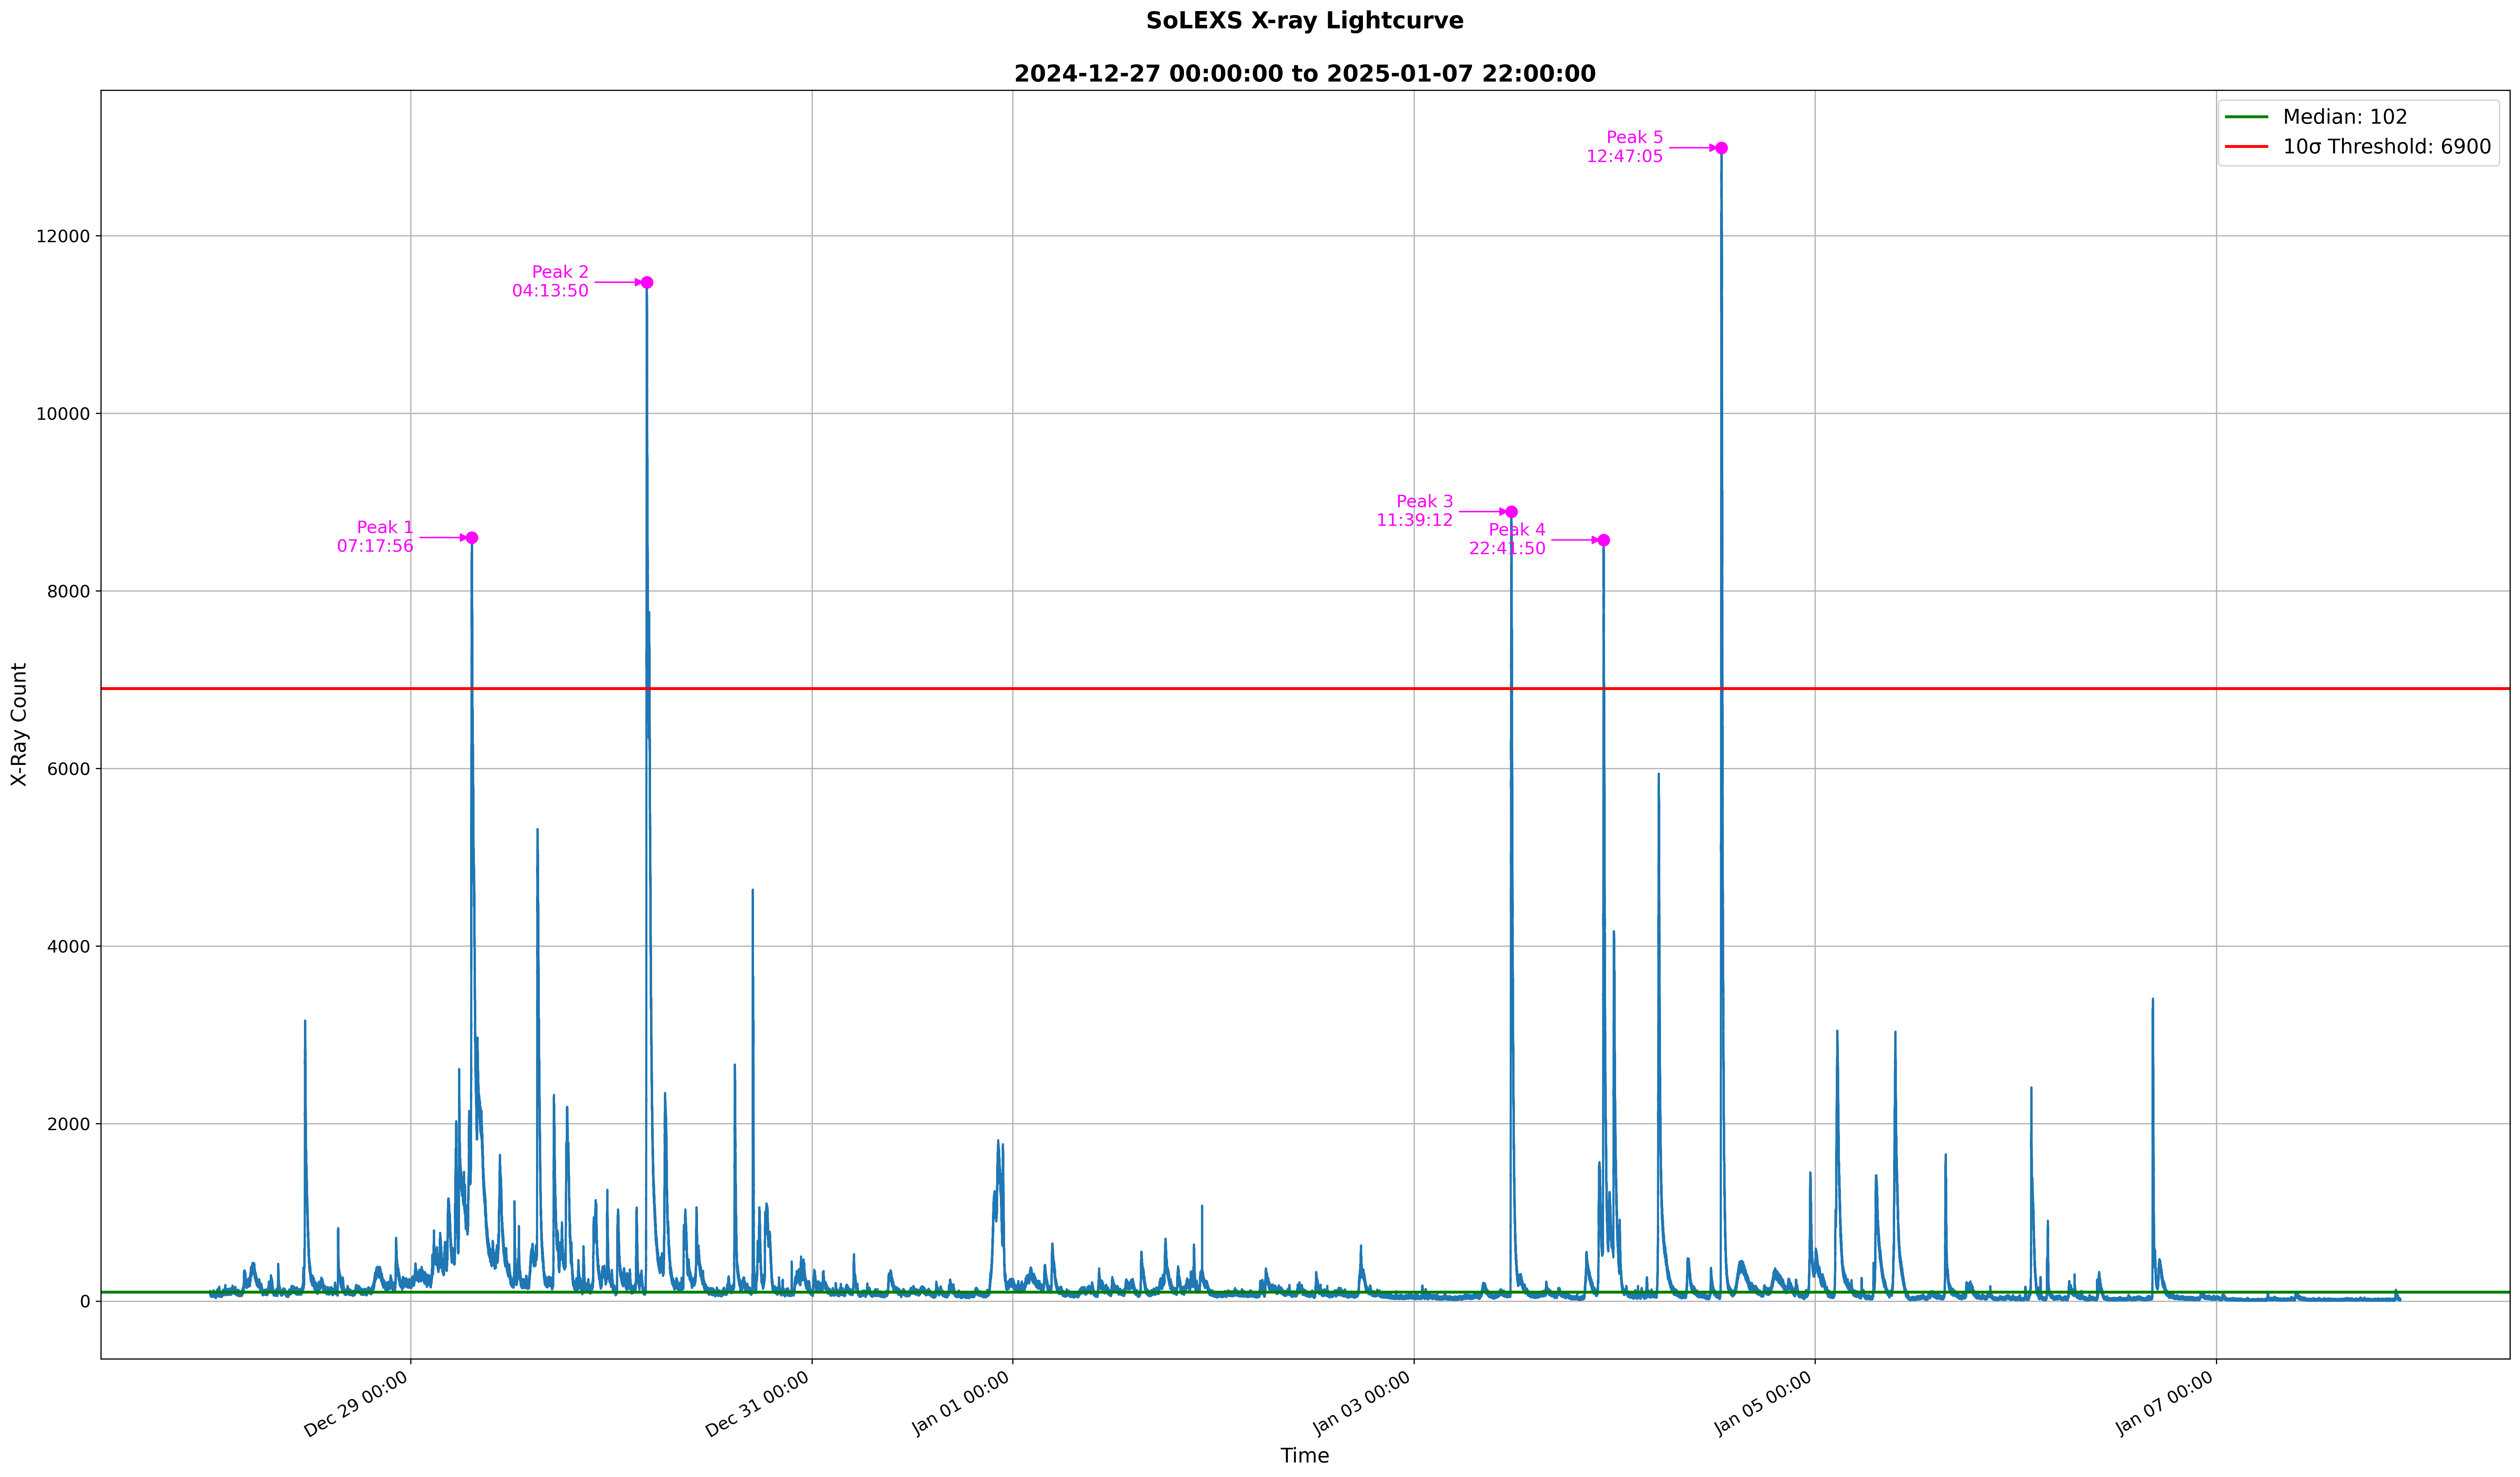 SoLEXS X-ray Lightcurve
2024-12-27 00:00:00 to 2025-01-07 22:00:00
Median: 102
10σ Threshold: 6900
Peak 5
12:47:05
Peak 2
04:13:50
Peak 3
11:39:12
Peak 4
22:41:50
Peak 1
07:17:56
X-Ray Count
12000
10000
8000
6000
4000
2000
0
Dec 29 00:00
Dec 31 00:00
Jan 01 00:00
Jan 03 00:00
Jan 05 00:00
Jan 07 00:00
Time